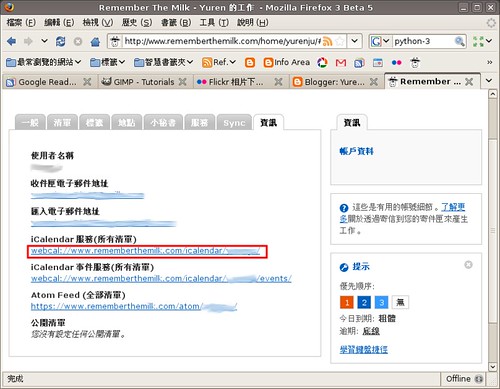 Remember The Milk - Yuren 的工作 - Mozilla Firefox 3 Beta 5
檔案(F) 編輯(E) 檢視(V) 歷史(S) 書籤(B) 工具(T) 說明(H)
http://www.rememberthemilk.com/home/yurenju/# python-3
最常瀏覽的網站 標籤 智慧書籤夾 Ref. Info Area
Google Read... GIMP - Tutorials Flickr 相片下... Blogger: Yure... Remember ...
一般 清單 標籤 地點 小秘書 服務 Sync 資訊
使用者名稱
收件匣電子郵件地址
匯入電子郵件地址
iCalendar 服務(所有清單)
webcal://www.rememberthemilk.com/icalendar/
iCalendar 事件服務(所有清單)
webcal://www.rememberthemilk.com/icalendar/ /events/
Atom Feed (全部清單)
https://www.rememberthemilk.com/atom/
公開清單
您沒有設定任何公開清單。
資訊
帳戶資料
這些是有用的帳號細節。了解更
多關於透過寄信到您的寄件匣來產生
工作。
提示
優先順序:
1 2 3 無
今日到期: 粗體
逾期: 底線
學習鍵盤捷徑
完成 Offline